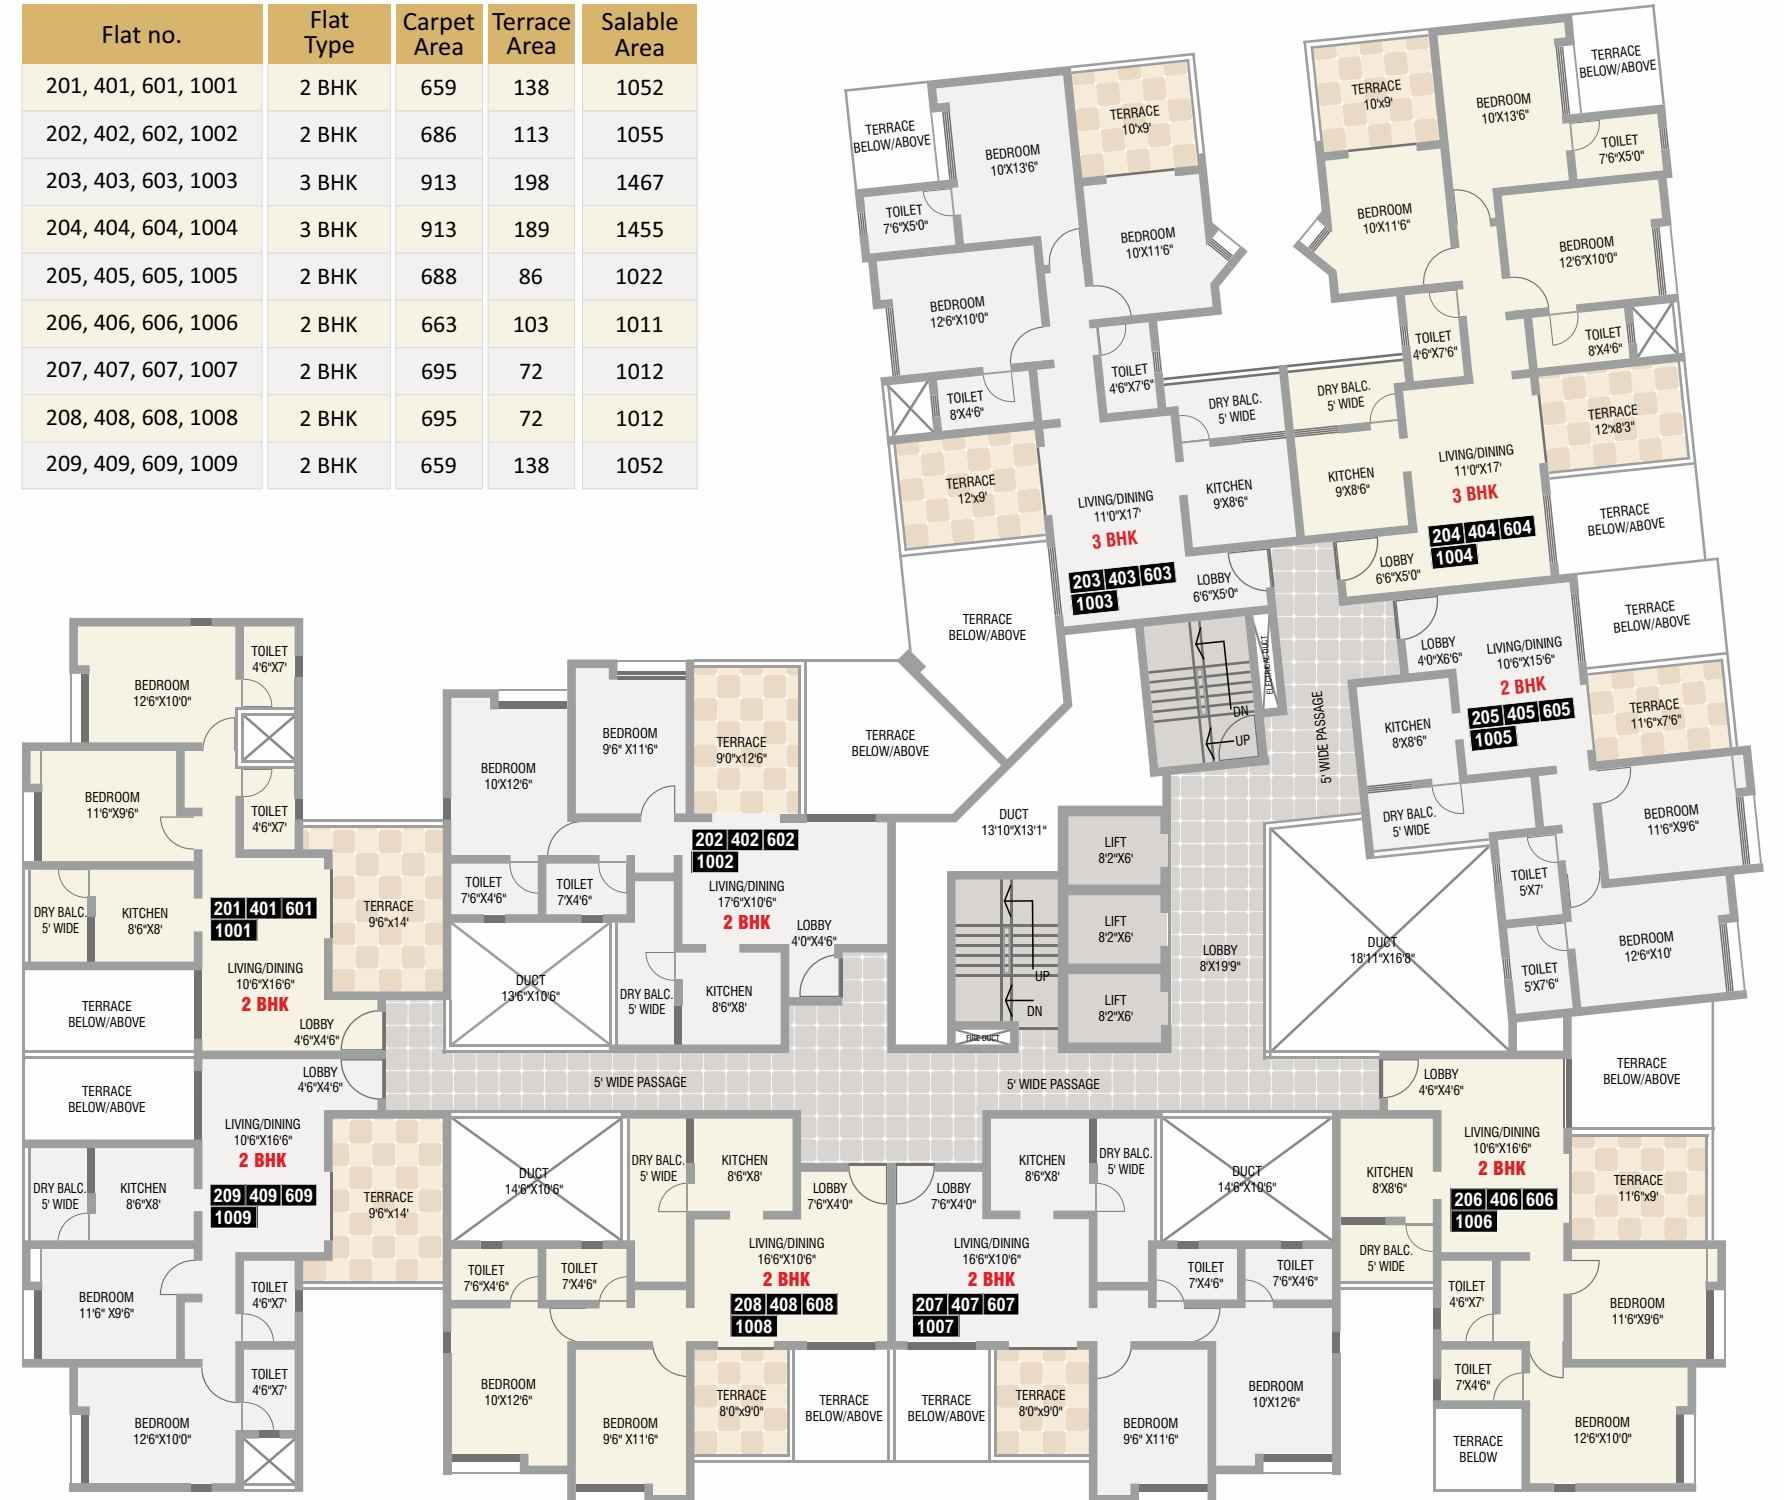 Flat no. Flat Type Carpet Area Terrace Area Salable Area
201, 401, 601, 1001 2 BHK 659 138 1052
202, 402, 602, 1002 2 BHK 686 113 1055
203, 403, 603, 1003 3 BHK 913 198 1467
204, 404, 604, 1004 3 BHK 913 189 1455
205, 405, 605, 1005 2 BHK 688 86 1022
206, 406, 606, 1006 2 BHK 663 103 1011
207, 407, 607, 1007 2 BHK 695 72 1012
208, 408, 608, 1008 2 BHK 695 72 1012
209, 409, 609, 1009 2 BHK 659 138 1052
TERRACE
BELOW/ABOVE
BEDROOM
10'X13'6"
TERRACE
10'x9'
TOILET
7'6"X5'0"
BEDROOM
10'X11'6"
BEDROOM
12'6"X10'0"
TOILET
8'X4'6"
TOILET
4'6"X7'6"
DRY BALC.
5' WIDE
TERRACE
12'x9'
LIVING/DINING
11'0"X17'
3 BHK
KITCHEN
9'X8'6"
203 403 603
1003
LOBBY
6'6"X5'0"
TERRACE
BELOW/ABOVE
TERRACE
10'x9'
BEDROOM
10'X13'6"
TERRACE
BELOW/ABOVE
TOILET
7'6"X5'0"
BEDROOM
10'X11'6"
BEDROOM
12'6"X10'0"
TOILET
4'6"X7'6"
TOILET
8'X4'6"
DRY BALC.
5' WIDE
TERRACE
12'x8'3"
KITCHEN
9'X8'6"
LIVING/DINING
11'0"X17'
3 BHK
204 404 604
1004
LOBBY
6'6"X5'0"
TERRACE
BELOW/ABOVE
TERRACE
BELOW/ABOVE
LOBBY
4'0"X6'6"
LIVING/DINING
10'6"X15'6"
2 BHK
205 405 605
1005
KITCHEN
8'X8'6"
TERRACE
11'6"x7'6"
DRY BALC.
5' WIDE
BEDROOM
11'6"X9'6"
TOILET
5'X7'
TOILET
5'X7'6"
BEDROOM
12'6"X10'
ELECTRICAL DUCT
DN
UP
5' WIDE PASSAGE
DUCT
13'10"X13'1"
LIFT
8'2"X6'
LIFT
8'2"X6'
LIFT
8'2"X6'
UP
DN
FIRE DUCT
LOBBY
8'X19'9"
DUCT
18'11"X16'8"
BEDROOM
12'6"X10'0"
TOILET
4'6"X7'
BEDROOM
11'6"X9'6"
TOILET
4'6"X7'
DRY BALC.
5' WIDE
KITCHEN
8'6"X8'
201 401 601
1001
TERRACE
9'6"x14'
LIVING/DINING
10'6"X16'6"
2 BHK
TERRACE
BELOW/ABOVE
LOBBY
4'6"X4'6"
BEDROOM
10'X12'6"
BEDROOM
9'6" X11'6"
TERRACE
9'0"x12'6"
TERRACE
BELOW/ABOVE
202 402 602
1002
TOILET
7'6"X4'6"
TOILET
7'X4'6"
LIVING/DINING
17'6"X10'6"
2 BHK
LOBBY
4'0"X4'6"
DUCT
13'6"X10'6"
DRY BALC.
5' WIDE
KITCHEN
8'6"X8'
5' WIDE PASSAGE
5' WIDE PASSAGE
TERRACE
BELOW/ABOVE
LOBBY
4'6"X4'6"
LIVING/DINING
10'6"X16'6"
2 BHK
DRY BALC.
5' WIDE
KITCHEN
8'6"X8'
209 409 609
1009
TERRACE
9'6"x14'
BEDROOM
11'6" X9'6"
TOILET
4'6"X7'
TOILET
4'6"X7'
BEDROOM
12'6"X10'0"
DUCT
14'6"X10'6"
DRY BALC.
5' WIDE
KITCHEN
8'6"X8'
LOBBY
7'6"X4'0"
TOILET
7'6"X4'6"
TOILET
7'X4'6"
LIVING/DINING
16'6"X10'6"
2 BHK
208 408 608
1008
BEDROOM
10'X12'6"
BEDROOM
9'6" X11'6"
TERRACE
8'0"x9'0"
TERRACE
BELOW/ABOVE
LOBBY
7'6"X4'0"
KITCHEN
8'6"X8'
DRY BALC.
5' WIDE
DUCT
14'6"X10'6"
LIVING/DINING
16'6"X10'6"
2 BHK
207 407 607
1007
TOILET
7'X4'6"
TOILET
7'6"X4'6"
TERRACE
BELOW/ABOVE
TERRACE
8'0"x9'0"
BEDROOM
9'6" X11'6"
BEDROOM
10'X12'6"
LOBBY
4'6"X4'6"
TERRACE
BELOW/ABOVE
LIVING/DINING
10'6"X16'6"
2 BHK
KITCHEN
8'X8'6"
206 406 606
1006
TERRACE
11'6"x9'
DRY BALC.
5' WIDE
TOILET
4'6"X7'
BEDROOM
11'6"X9'6"
TOILET
7'X4'6"
BEDROOM
12'6"X10'0"
TERRACE
BELOW